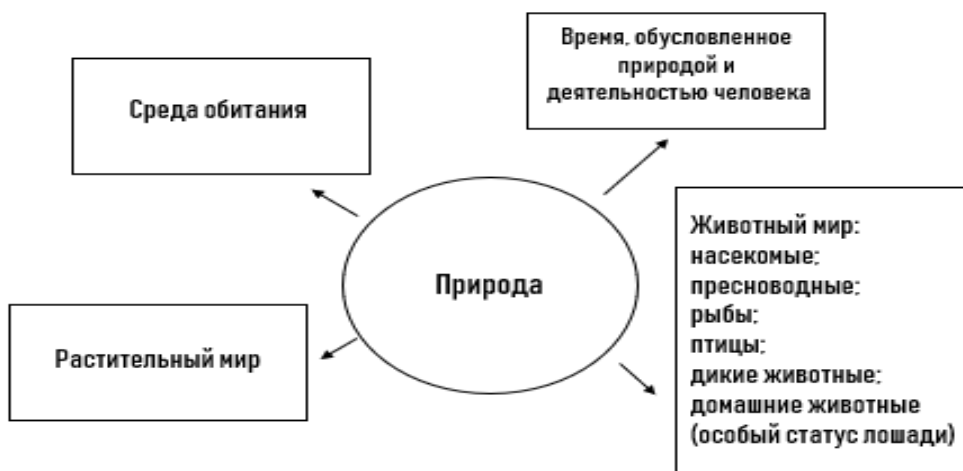 Время, обусловленное
природой и
деятельностью человека
Среда обитания
Природа
Животный мир:
насекомые;
пресноводные;
рыбы;
птицы;
дикие животные;
домашние животные
(особый статус лошади)
Растительный мир